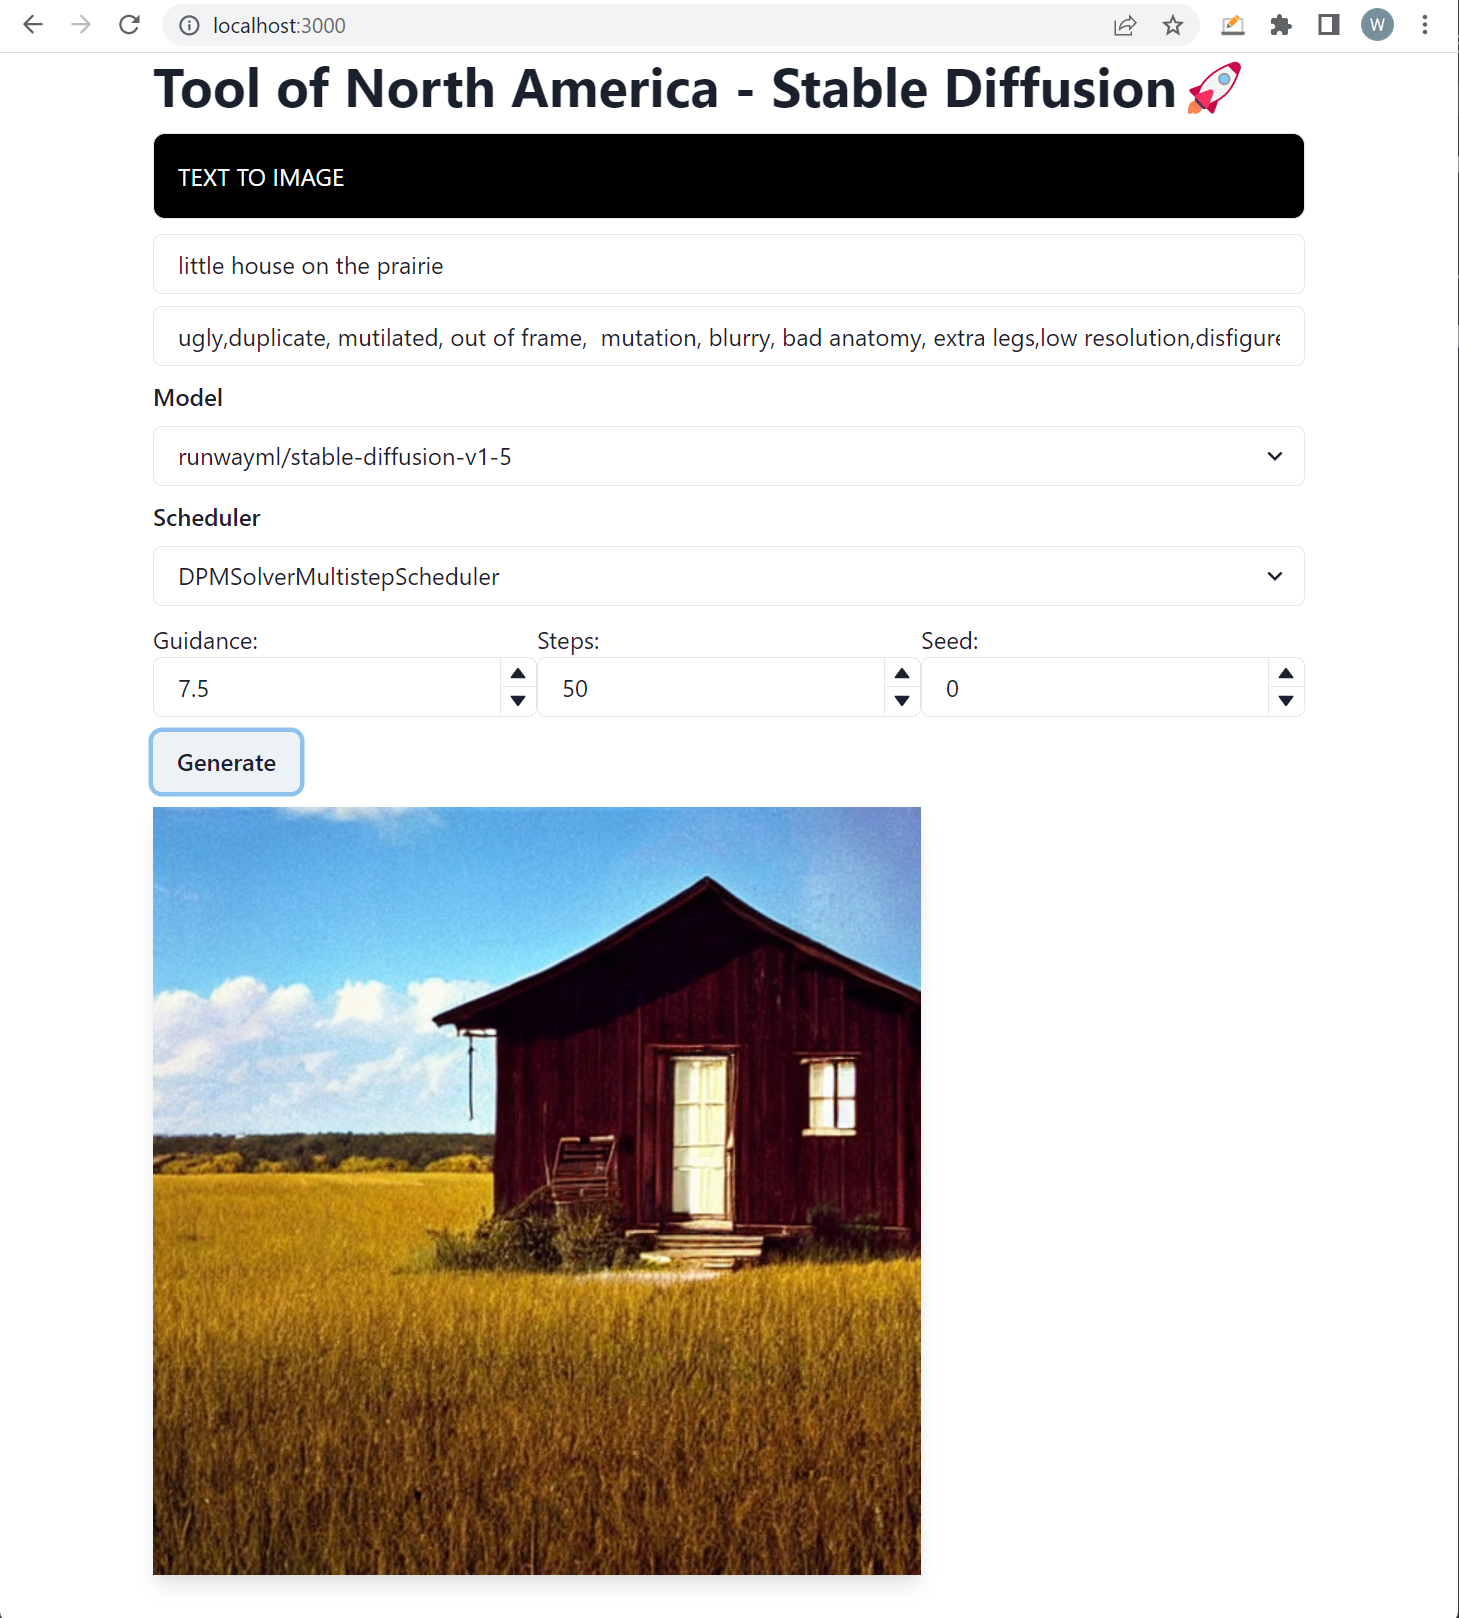 localhost:3000
W
Tool of North America - Stable Diffusion🚀
TEXT TO IMAGE
little house on the prairie
ugly,duplicate, mutilated, out of frame,  mutation, blurry, bad anatomy, extra legs,low resolution,disfigure
Model
runwayml/stable-diffusion-v1-5
Scheduler
DPMSolverMultistepScheduler
Guidance: Steps: Seed:
7.5 50 0
Generate